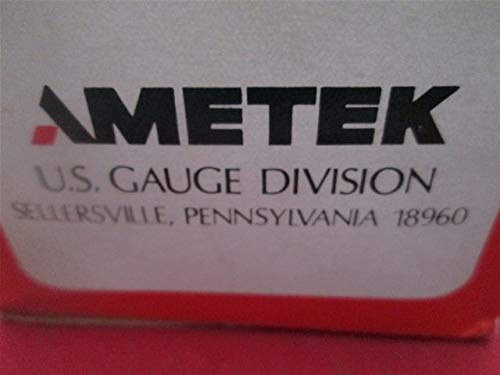 AMETEK
U.S. GAUGE DIVISION
SELLERSVILLE, PENNSYLVANIA 18960